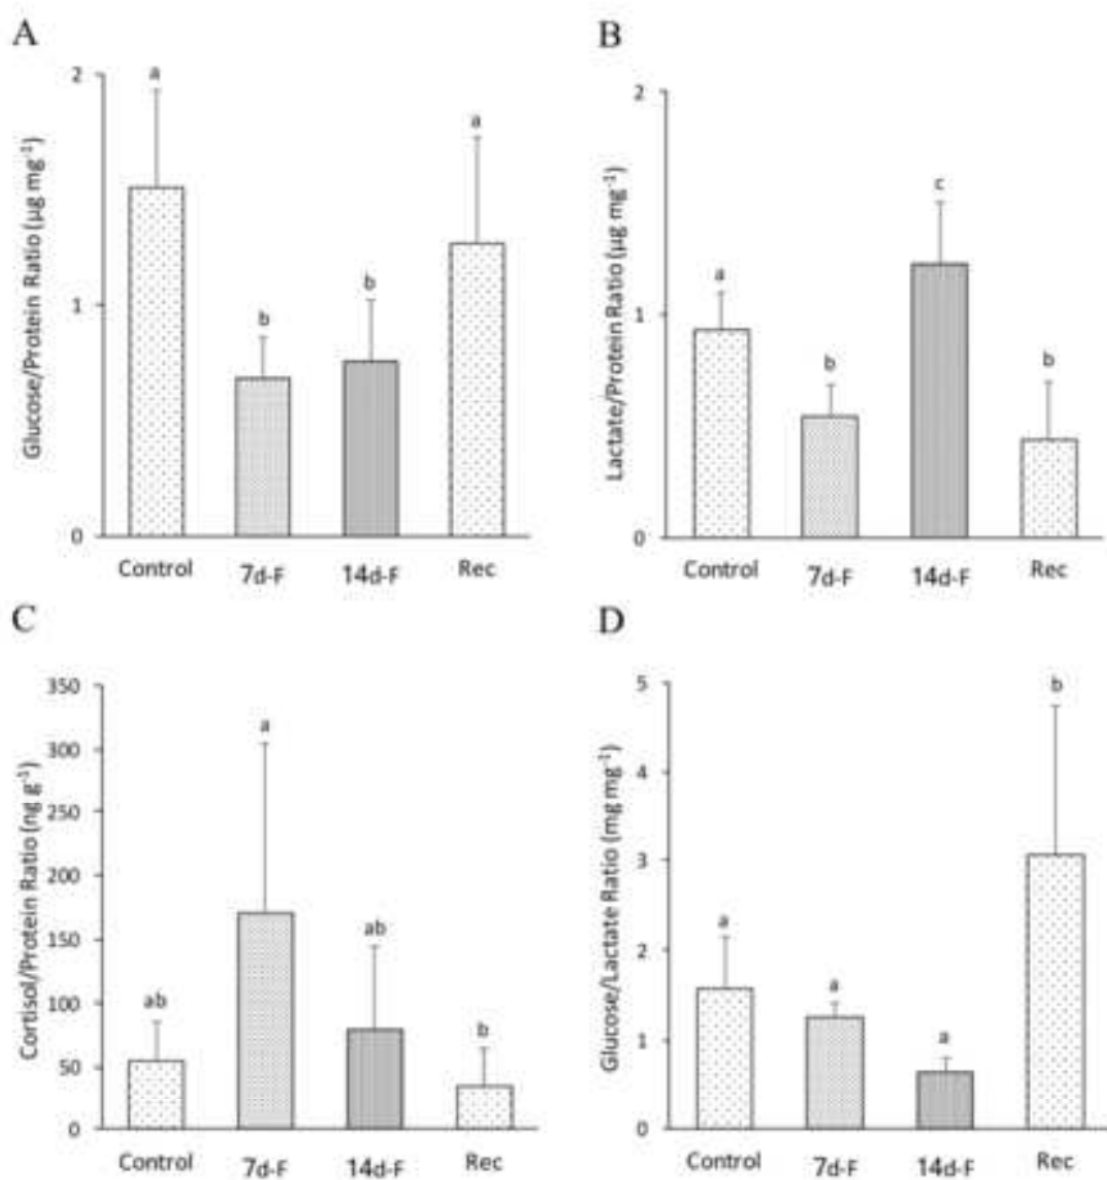 A
Glucose/Protein Ratio (µg mg⁻¹)
2
1
0
a
b
b
a
Control 7d-F 14d-F Rec
B
Lactate/Protein Ratio (µg mg⁻¹)
2
1
0
a
b
c
b
Control 7d-F 14d-F Rec
C
Cortisol/Protein Ratio (ng g⁻¹)
350
300
250
200
150
100
50
0
ab
a
ab
b
Control 7d-F 14d-F Rec
D
Glucose/Lactate Ratio (mg mg⁻¹)
5
4
3
2
1
0
a
a
a
b
Control 7d-F 14d-F Rec